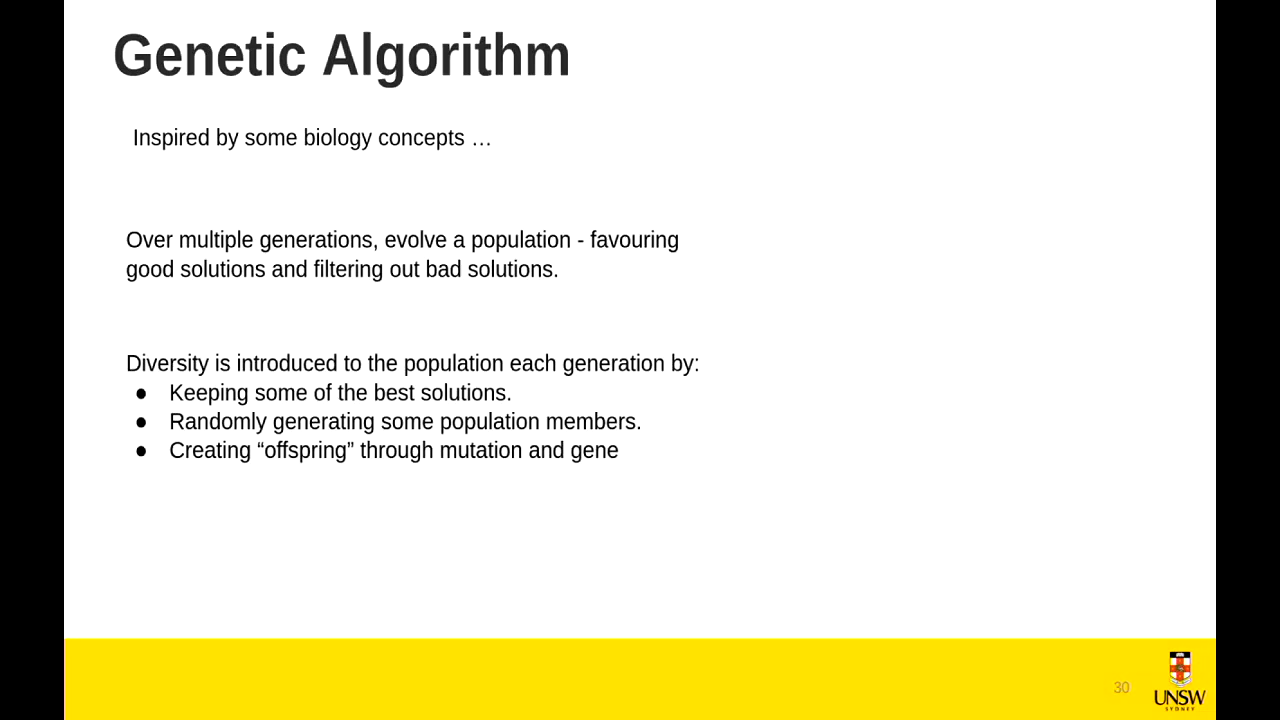 Genetic Algorithm
Inspired by some biology concepts …
Over multiple generations, evolve a population - favouring
good solutions and filtering out bad solutions.
Diversity is introduced to the population each generation by:
● Keeping some of the best solutions.
● Randomly generating some population members.
● Creating “offspring” through mutation and gene
30
UNSW
SYDNEY